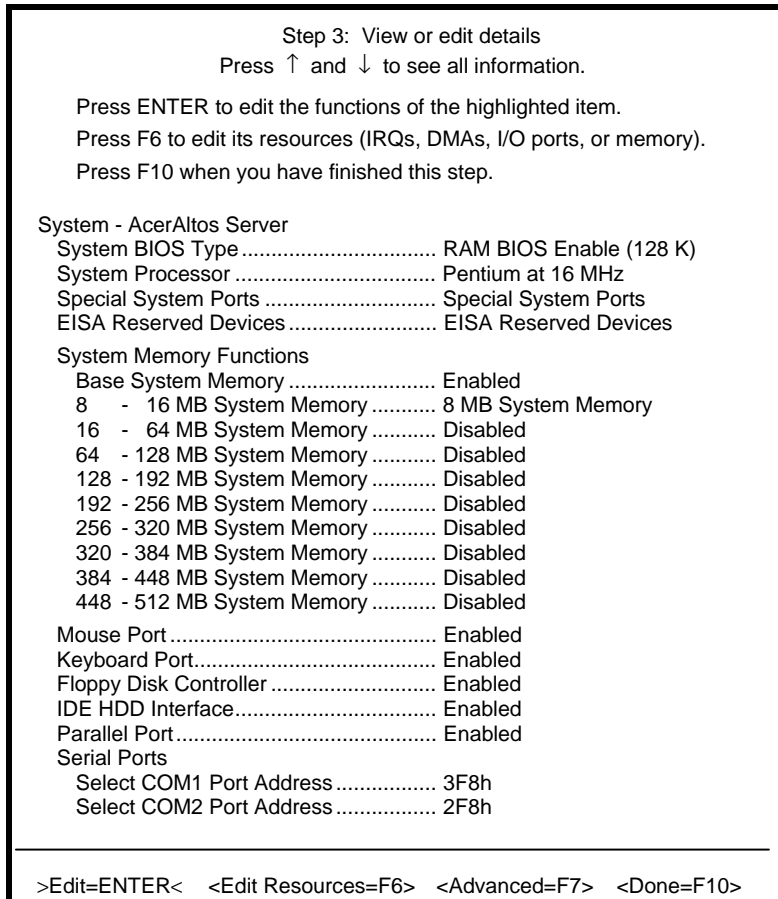 Step 3: View or edit details
Press ↑ and ↓ to see all information.
Press ENTER to edit the functions of the highlighted item.
Press F6 to edit its resources (IRQs, DMAs, I/O ports, or memory).
Press F10 when you have finished this step.
System - AcerAltos Server
System BIOS Type ................................. RAM BIOS Enable (128 K)
System Processor .................................. Pentium at 16 MHz
Special System Ports ............................. Special System Ports
EISA Reserved Devices ......................... EISA Reserved Devices
System Memory Functions
Base System Memory ......................... Enabled
8 - 16 MB System Memory ........... 8 MB System Memory
16 - 64 MB System Memory ........... Disabled
64 - 128 MB System Memory ........... Disabled
128 - 192 MB System Memory ........... Disabled
192 - 256 MB System Memory ........... Disabled
256 - 320 MB System Memory ........... Disabled
320 - 384 MB System Memory ........... Disabled
384 - 448 MB System Memory ........... Disabled
448 - 512 MB System Memory ........... Disabled
Mouse Port ............................................. Enabled
Keyboard Port......................................... Enabled
Floppy Disk Controller ............................ Enabled
IDE HDD Interface.................................. Enabled
Parallel Port ............................................ Enabled
Serial Ports
Select COM1 Port Address ................. 3F8h
Select COM2 Port Address ................. 2F8h
>Edit=ENTER< <Edit Resources=F6> <Advanced=F7> <Done=F10>